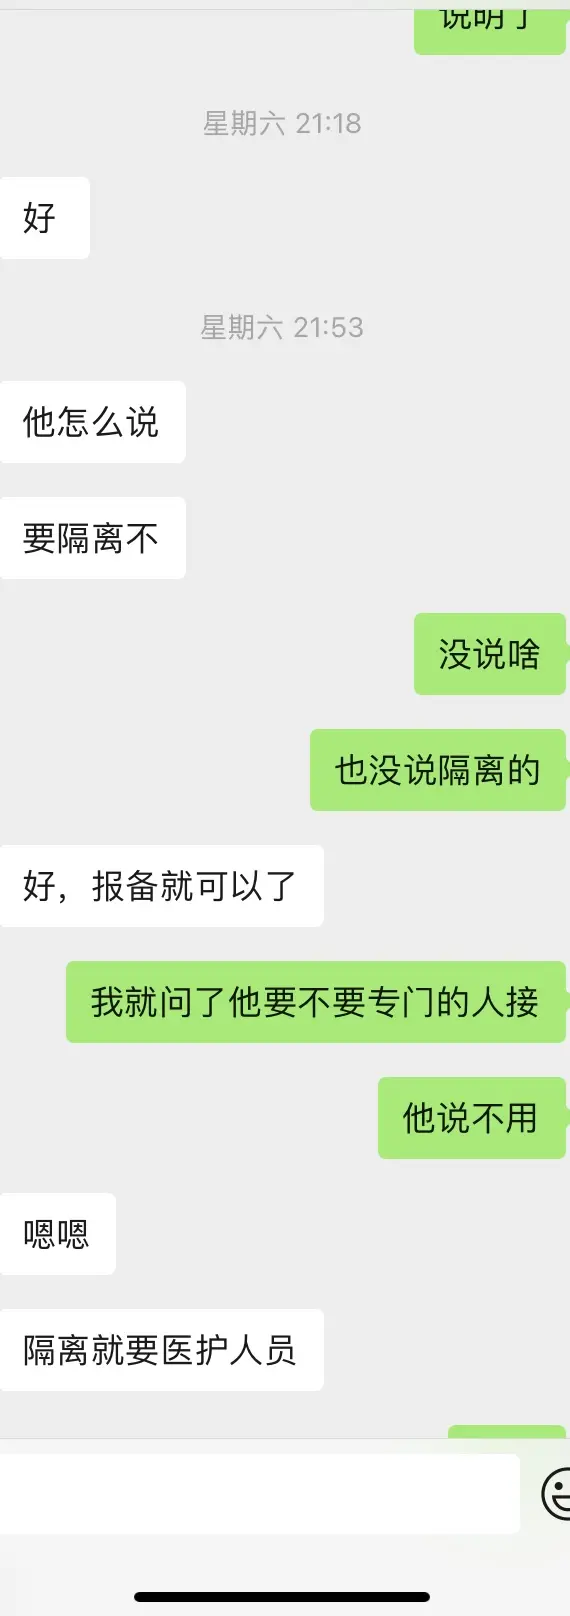 说明了
星期六 21:18
好
星期六 21:53
他怎么说
要隔离不
没说啥
也没说隔离的
好，报备就可以了
我就问了他要不要专门的人接
他说不用
嗯嗯
隔离就要医护人员